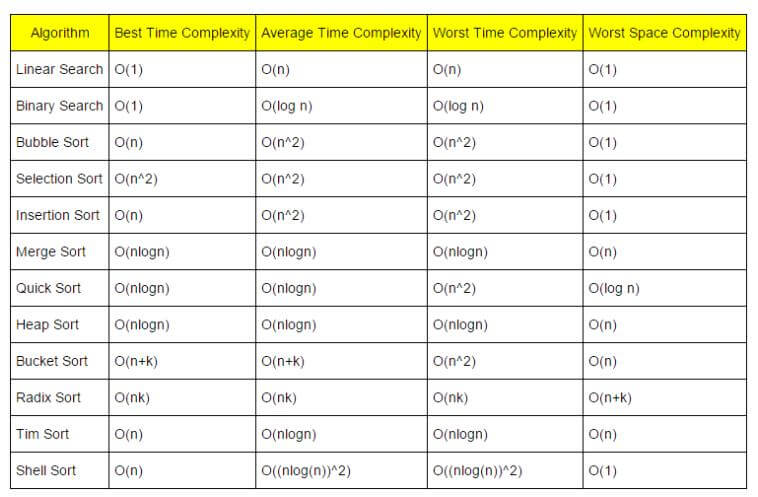 Algorithm Best Time Complexity Average Time Complexity Worst Time Complexity Worst Space Complexity
Linear Search O(1) O(n) O(n) O(1)
Binary Search O(1) O(log n) O(log n) O(1)
Bubble Sort O(n) O(n^2) O(n^2) O(1)
Selection Sort O(n^2) O(n^2) O(n^2) O(1)
Insertion Sort O(n) O(n^2) O(n^2) O(1)
Merge Sort O(nlogn) O(nlogn) O(nlogn) O(n)
Quick Sort O(nlogn) O(nlogn) O(n^2) O(log n)
Heap Sort O(nlogn) O(nlogn) O(nlogn) O(n)
Bucket Sort O(n+k) O(n+k) O(n^2) O(n)
Radix Sort O(nk) O(nk) O(nk) O(n+k)
Tim Sort O(n) O(nlogn) O(nlogn) O(n)
Shell Sort O(n) O((nlog(n))^2) O((nlog(n))^2) O(1)